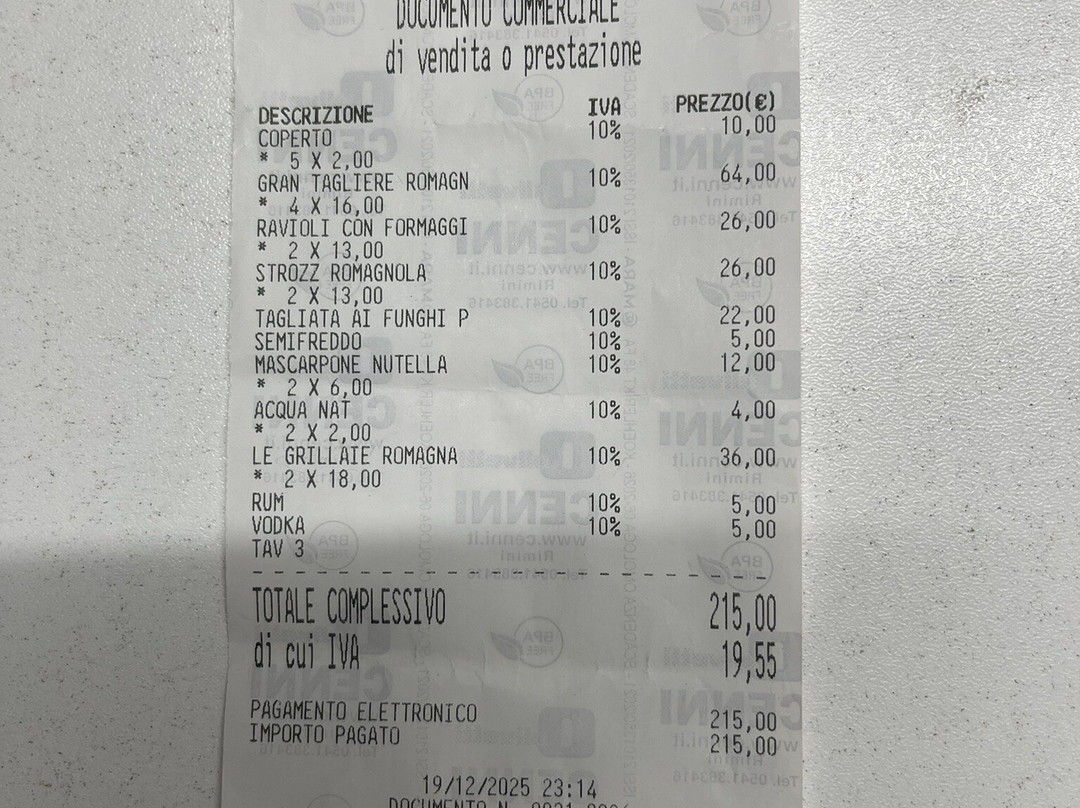 DOCUMENTO COMMERCIALE
di vendita o prestazione
DESCRIZIONE IVA PREZZO(€)
COPERTO 10% 10,00
* 5 X 2,00
GRAN TAGLIERE ROMAGN 10% 64,00
* 4 X 16,00
RAVIOLI CON FORMAGGI 10% 26,00
* 2 X 13,00
STROZZ ROMAGNOLA 10% 26,00
* 2 X 13,00
TAGLIATA AI FUNGHI P 10% 22,00
SEMIFREDDO 10% 5,00
MASCARPONE NUTELLA 10% 12,00
* 2 X 6,00
ACQUA NAT 10% 4,00
* 2 X 2,00
LE GRILLAIE ROMAGNA 10% 36,00
* 2 X 18,00
RUM 10% 5,00
VODKA 10% 5,00
TAV 3
TOTALE COMPLESSIVO 215,00
di cui IVA 19,55
PAGAMENTO ELETTRONICO 215,00
IMPORTO PAGATO 215,00
19/12/2025 23:14
DOCUMENTO N.